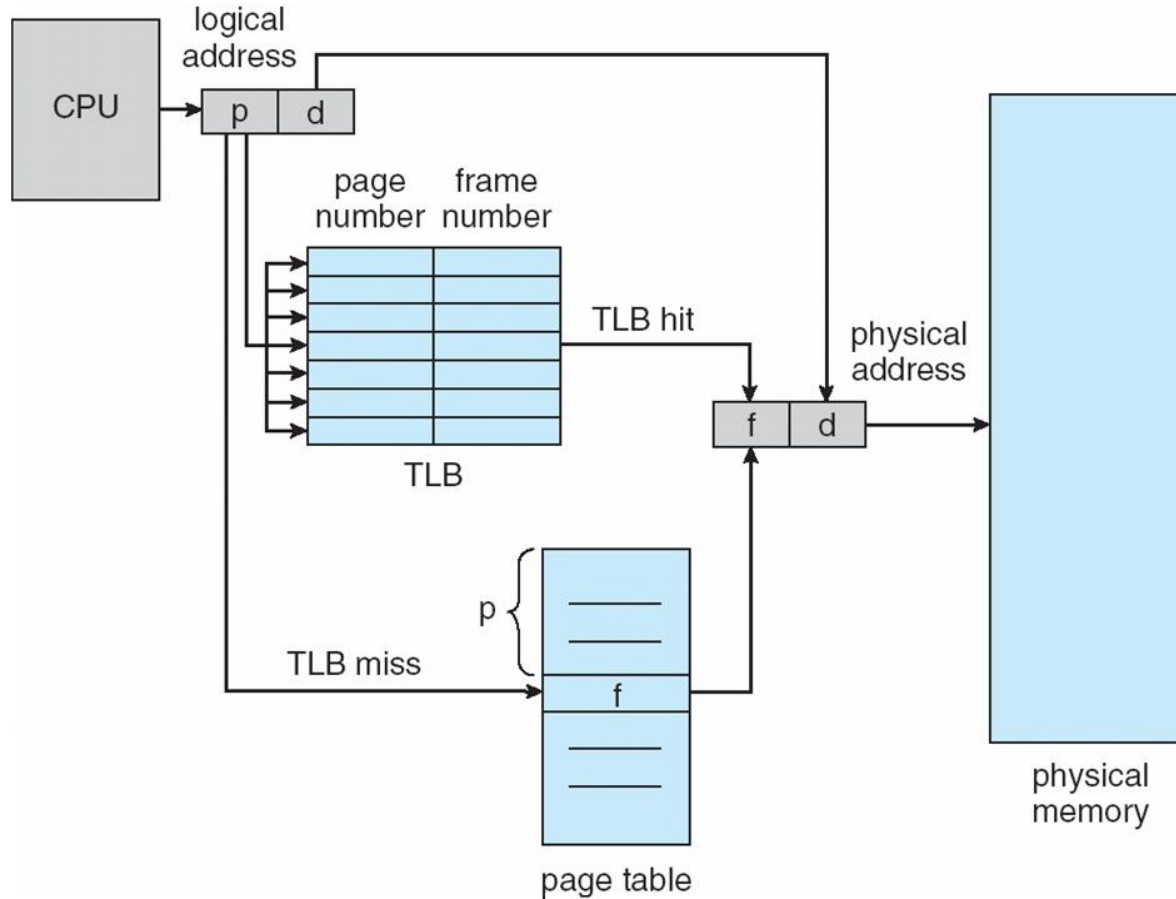 logical
address
CPU
p
d
page
number
frame
number
TLB hit
physical
address
f
d
TLB
p
TLB miss
f
physical
memory
page table